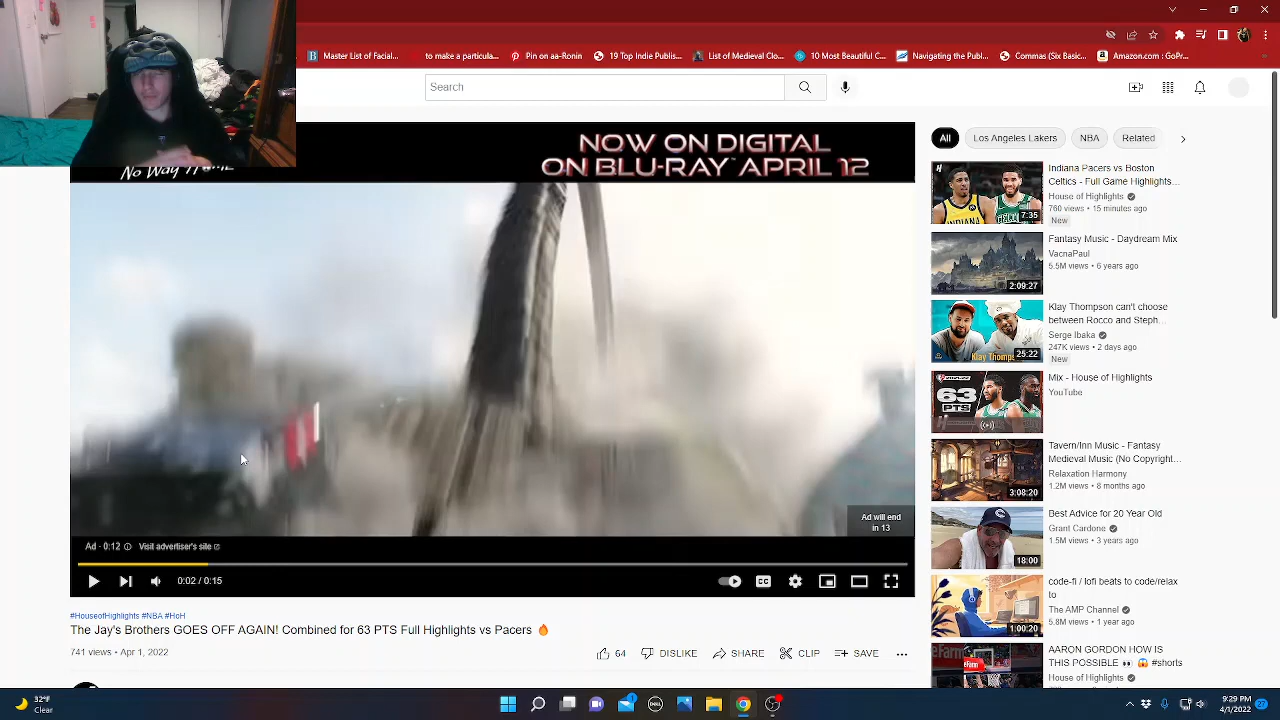 Master List of Facial...
to make a particula...
Pin on aa-Ronin
19 Top Indie Publis...
List of Medieval Clo...
10 Most Beautiful D...
Navigating the Publ...
Comics (Six Basic...
Amazon.com: GoPr...
Search
NOW ON DIGITAL
ON BLU-RAY™ APRIL 12
No Way HOME
Ad will end
in 13
Ad · 0:12
Visit advertiser's site
0:02 / 0:15
#HouseofHighlights #NBA #HoH
The Jay's Brothers GOES OFF AGAIN! Combined for 63 PTS Full Highlights vs Pacers 🔥
741 views • Apr 1, 2022
64
DISLIKE
SHARE
CLIP
SAVE
All
Los Angeles Lakers
NBA
Related
INDIANA
7:35
Indiana Pacers vs Boston
Celtics - Full Game Highlights...
House of Highlights
760 views • 15 minutes ago
New
2:09:27
Fantasy Music - Daydream Mix
VacnaPaul
5.5M views • 6 years ago
Klay Thomps
25:22
Klay Thompson can't choose
between Rocco and Steph...
Serge Ibaka
247K views • 2 days ago
New
63
PTS
Mix - House of Highlights
YouTube
3:08:20
Tavern/Inn Music - Fantasy
Medieval Music (No Copyright...
Relaxation Harmony
1.2M views • 8 months ago
18:00
Best Advice for 20 Year Old
Grant Cardone
1.5M views • 3 years ago
1:00:20
code-fi / lofi beats to code/relax
to
The AMP Channel
5.8M views • 1 year ago
AARON GORDON HOW IS
THIS POSSIBLE 👀 😱 #shorts
House of Highlights
32°F
Clear
9:29 PM
4/1/2022